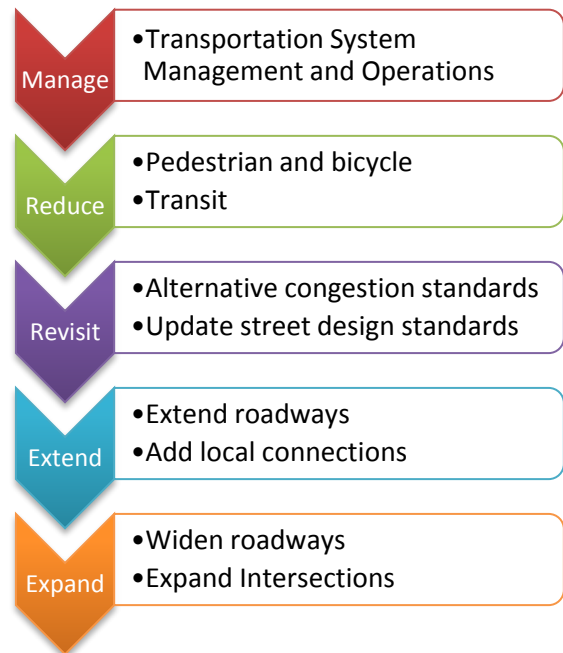 Manage
•Transportation System
Management and Operations
Reduce
•Pedestrian and bicycle
•Transit
Revisit
•Alternative congestion standards
•Update street design standards
Extend
•Extend roadways
•Add local connections
Expand
•Widen roadways
•Expand Intersections